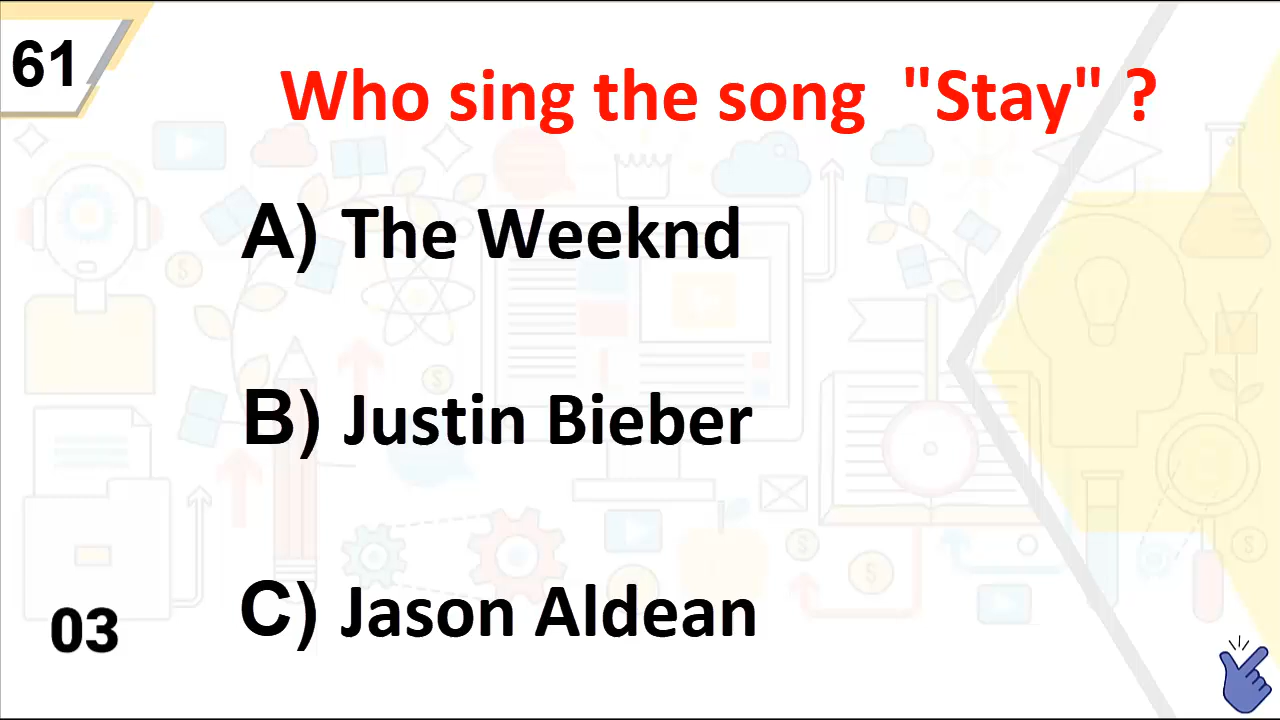 61
Who sing the song "Stay" ?
A) The Weeknd
B) Justin Bieber
C) Jason Aldean
03